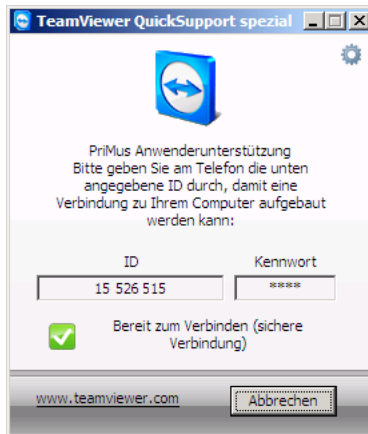 TeamViewer QuickSupport spezial
PriMus Anwenderunterstützung
Bitte geben Sie am Telefon die unten
angegebene ID durch, damit eine
Verbindung zu Ihrem Computer aufgebaut
werden kann:
ID Kennwort
15 526 515 ****
Bereit zum Verbinden (sichere
Verbindung)
www.teamviewer.com Abbrechen